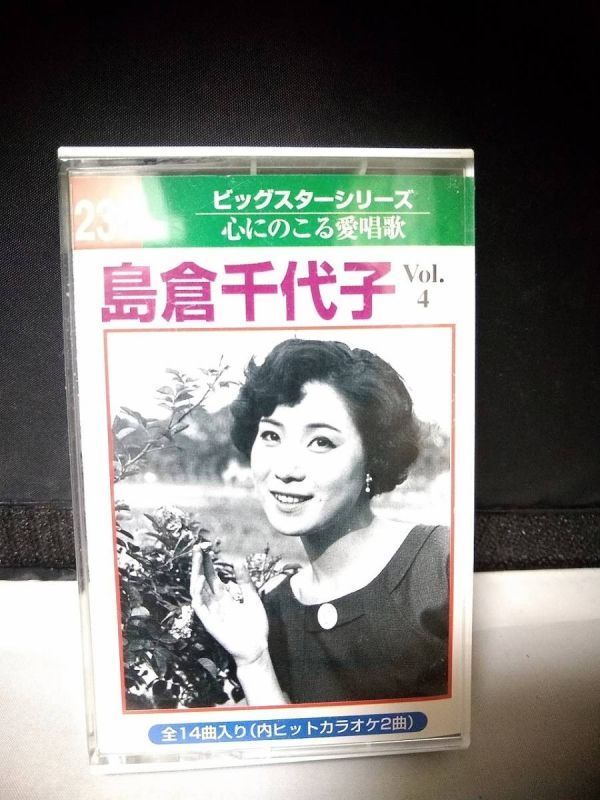 23
ビッグスターシリーズ
心にのこる愛唱歌
島倉千代子
Vol.
4
全14曲入り(内ヒットカラオケ2曲)